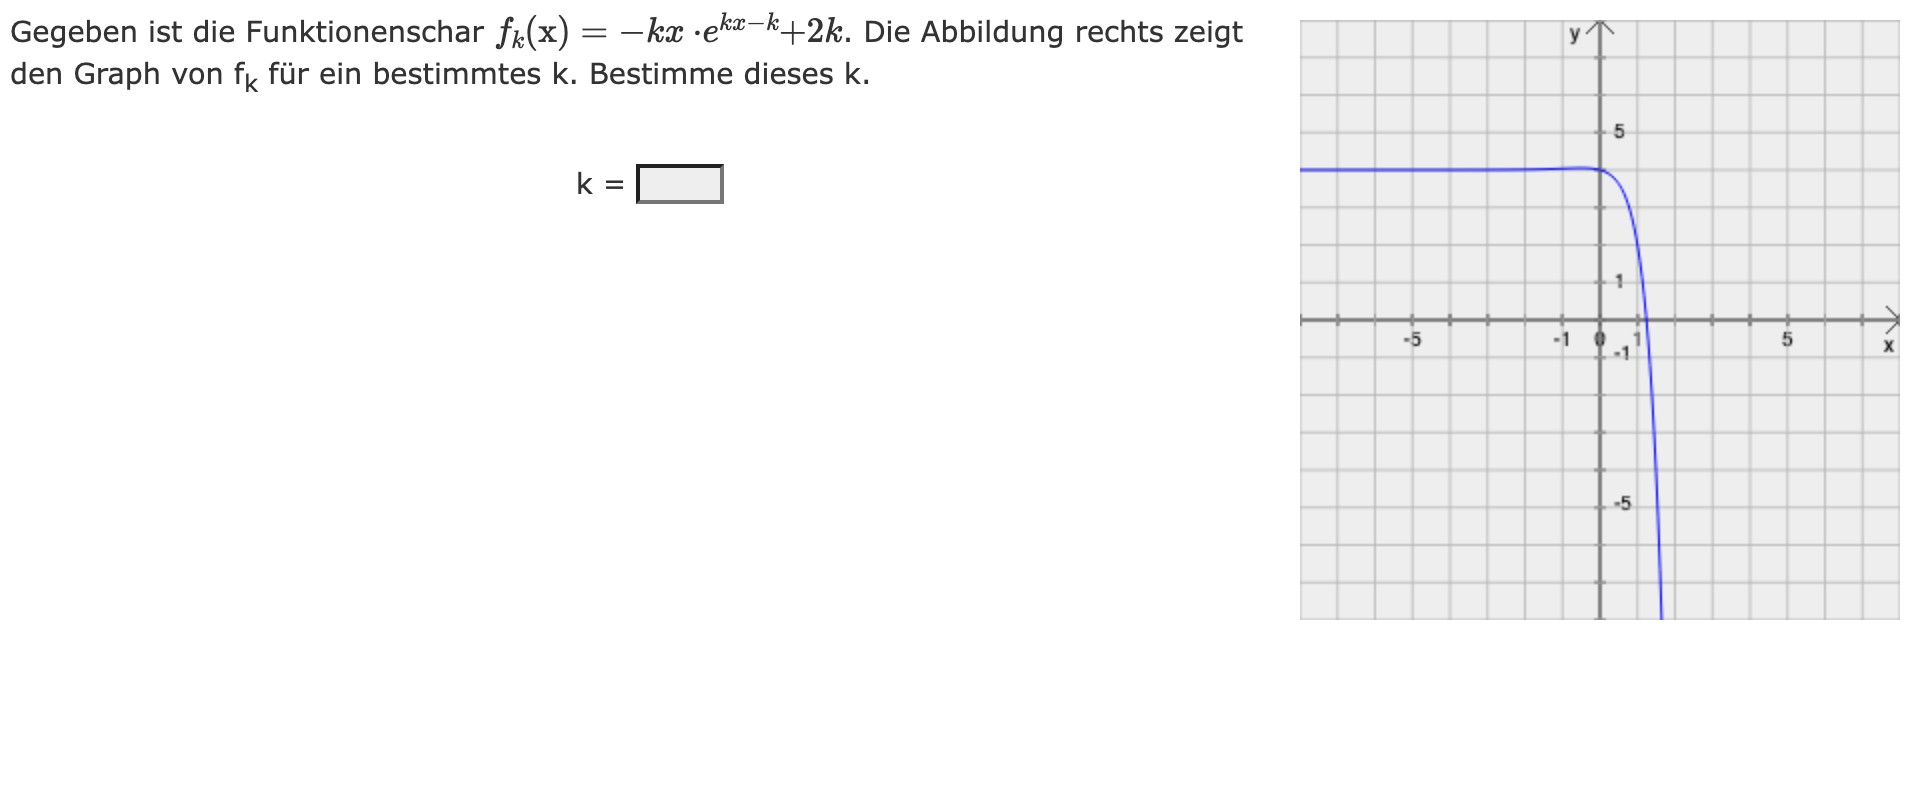 Gegeben ist die Funktionenschar $f_k(\mathrm{x}) = -kx \cdot e^{kx-k}+2k$. Die Abbildung rechts zeigt
den Graph von f_k für ein bestimmtes k. Bestimme dieses k.
k =
y
5
1
-5
-1
0
1
5
x
-1
-5